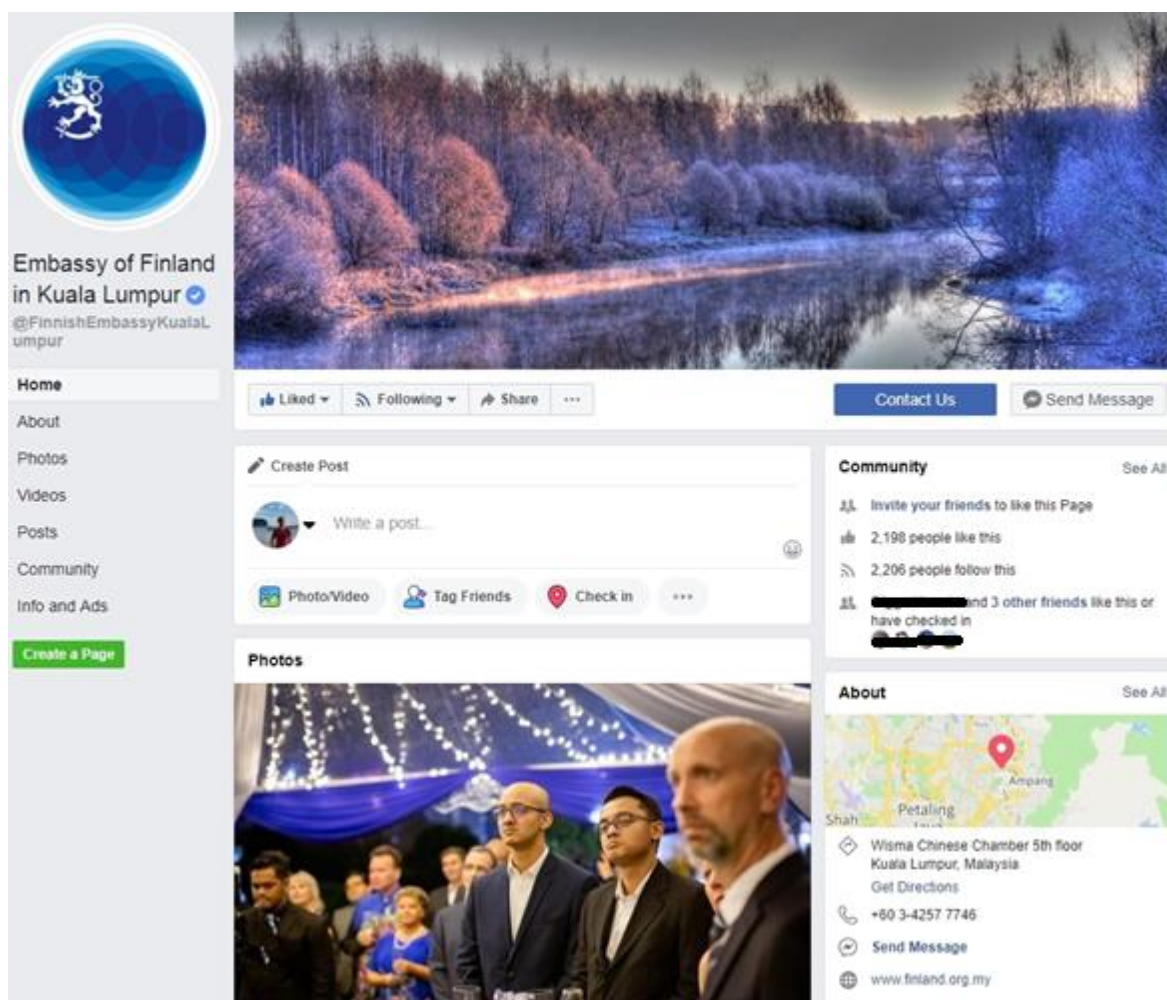 Embassy of Finland
in Kuala Lumpur
@FinnishEmbassyKualaL
umpur
Home
About
Photos
Videos
Posts
Community
Info and Ads
Create a Page
Liked
Following
Share
...
Contact Us
Send Message
Create Post
Write a post...
Photo/Video
Tag Friends
Check in
...
Photos
Community
See All
Invite your friends to like this Page
2,198 people like this
2,206 people follow this
and 3 other friends like this or
have checked in
About
See All
Ampang
Petaling
Jaya
Shah
Wisma Chinese Chamber 5th floor
Kuala Lumpur, Malaysia
Get Directions
+60 3-4257 7746
Send Message
www.finland.org.my